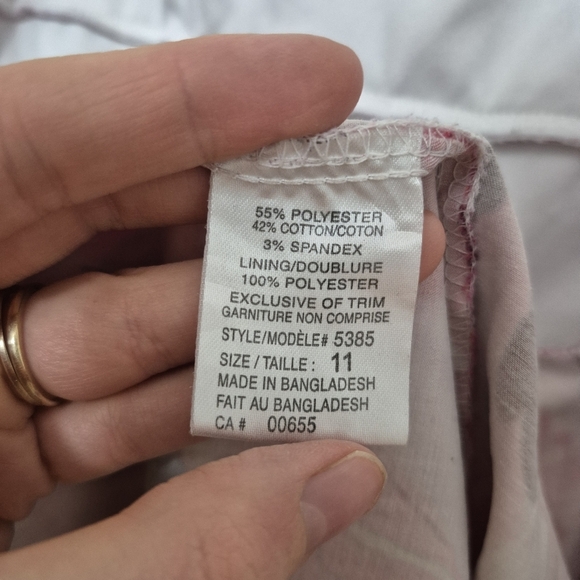 55% POLYESTER
42% COTTON/COTON
3% SPANDEX
LINING/DOUBLURE
100% POLYESTER
EXCLUSIVE OF TRIM
GARNITURE NON COMPRISE
STYLE/MODÈLE# 5385
SIZE / TAILLE : 11
MADE IN BANGLADESH
FAIT AU BANGLADESH
CA # 00655